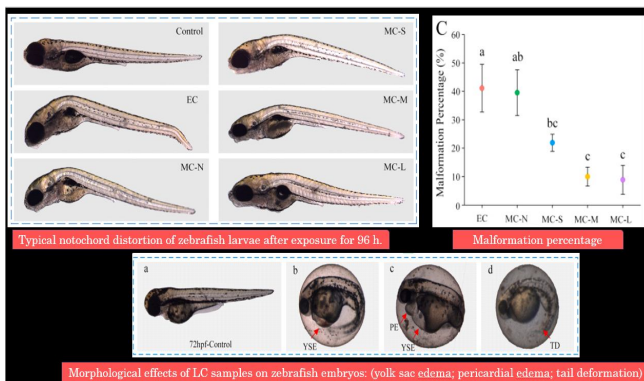 Control
MC-S
EC
MC-M
MC-N
MC-L
Typical notochord distortion of zebrafish larvae after exposure for 96 h.
C
Malformation Percentage (%)
60
50
40
30
20
10
0
a
ab
bc
c
c
EC MC-N MC-S MC-M MC-L
Malformation percentage
a
72hpf-Control
b
YSE
c
PE
YSE
d
TD
Morphological effects of LC samples on zebrafish embryos: (yolk sac edema; pericardial edema; tail deformation)